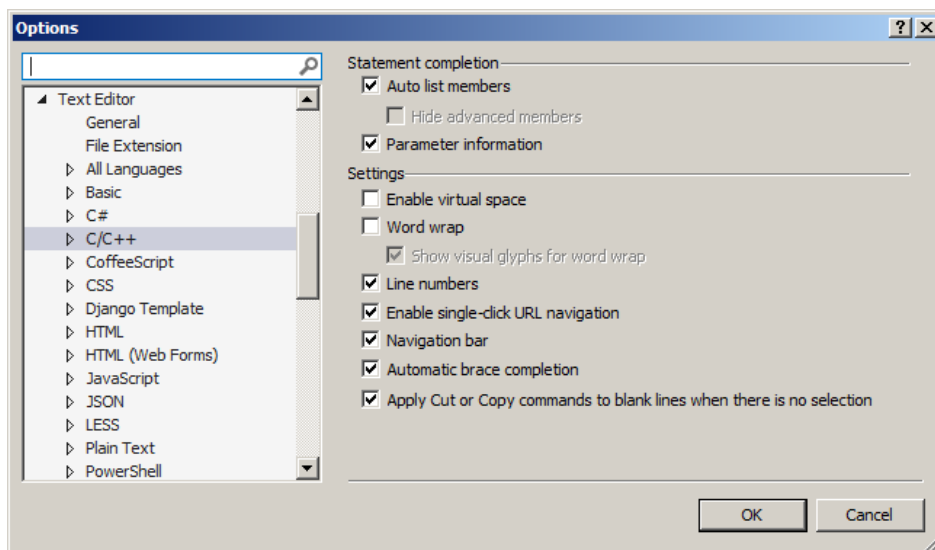 Options
Text Editor
General
File Extension
All Languages
Basic
C#
C/C++
CoffeeScript
CSS
Django Template
HTML
HTML (Web Forms)
JavaScript
JSON
LESS
Plain Text
PowerShell
Statement completion
Auto list members
Hide advanced members
Parameter information
Settings
Enable virtual space
Word wrap
Show visual glyphs for word wrap
Line numbers
Enable single-click URL navigation
Navigation bar
Automatic brace completion
Apply Cut or Copy commands to blank lines when there is no selection
OK
Cancel